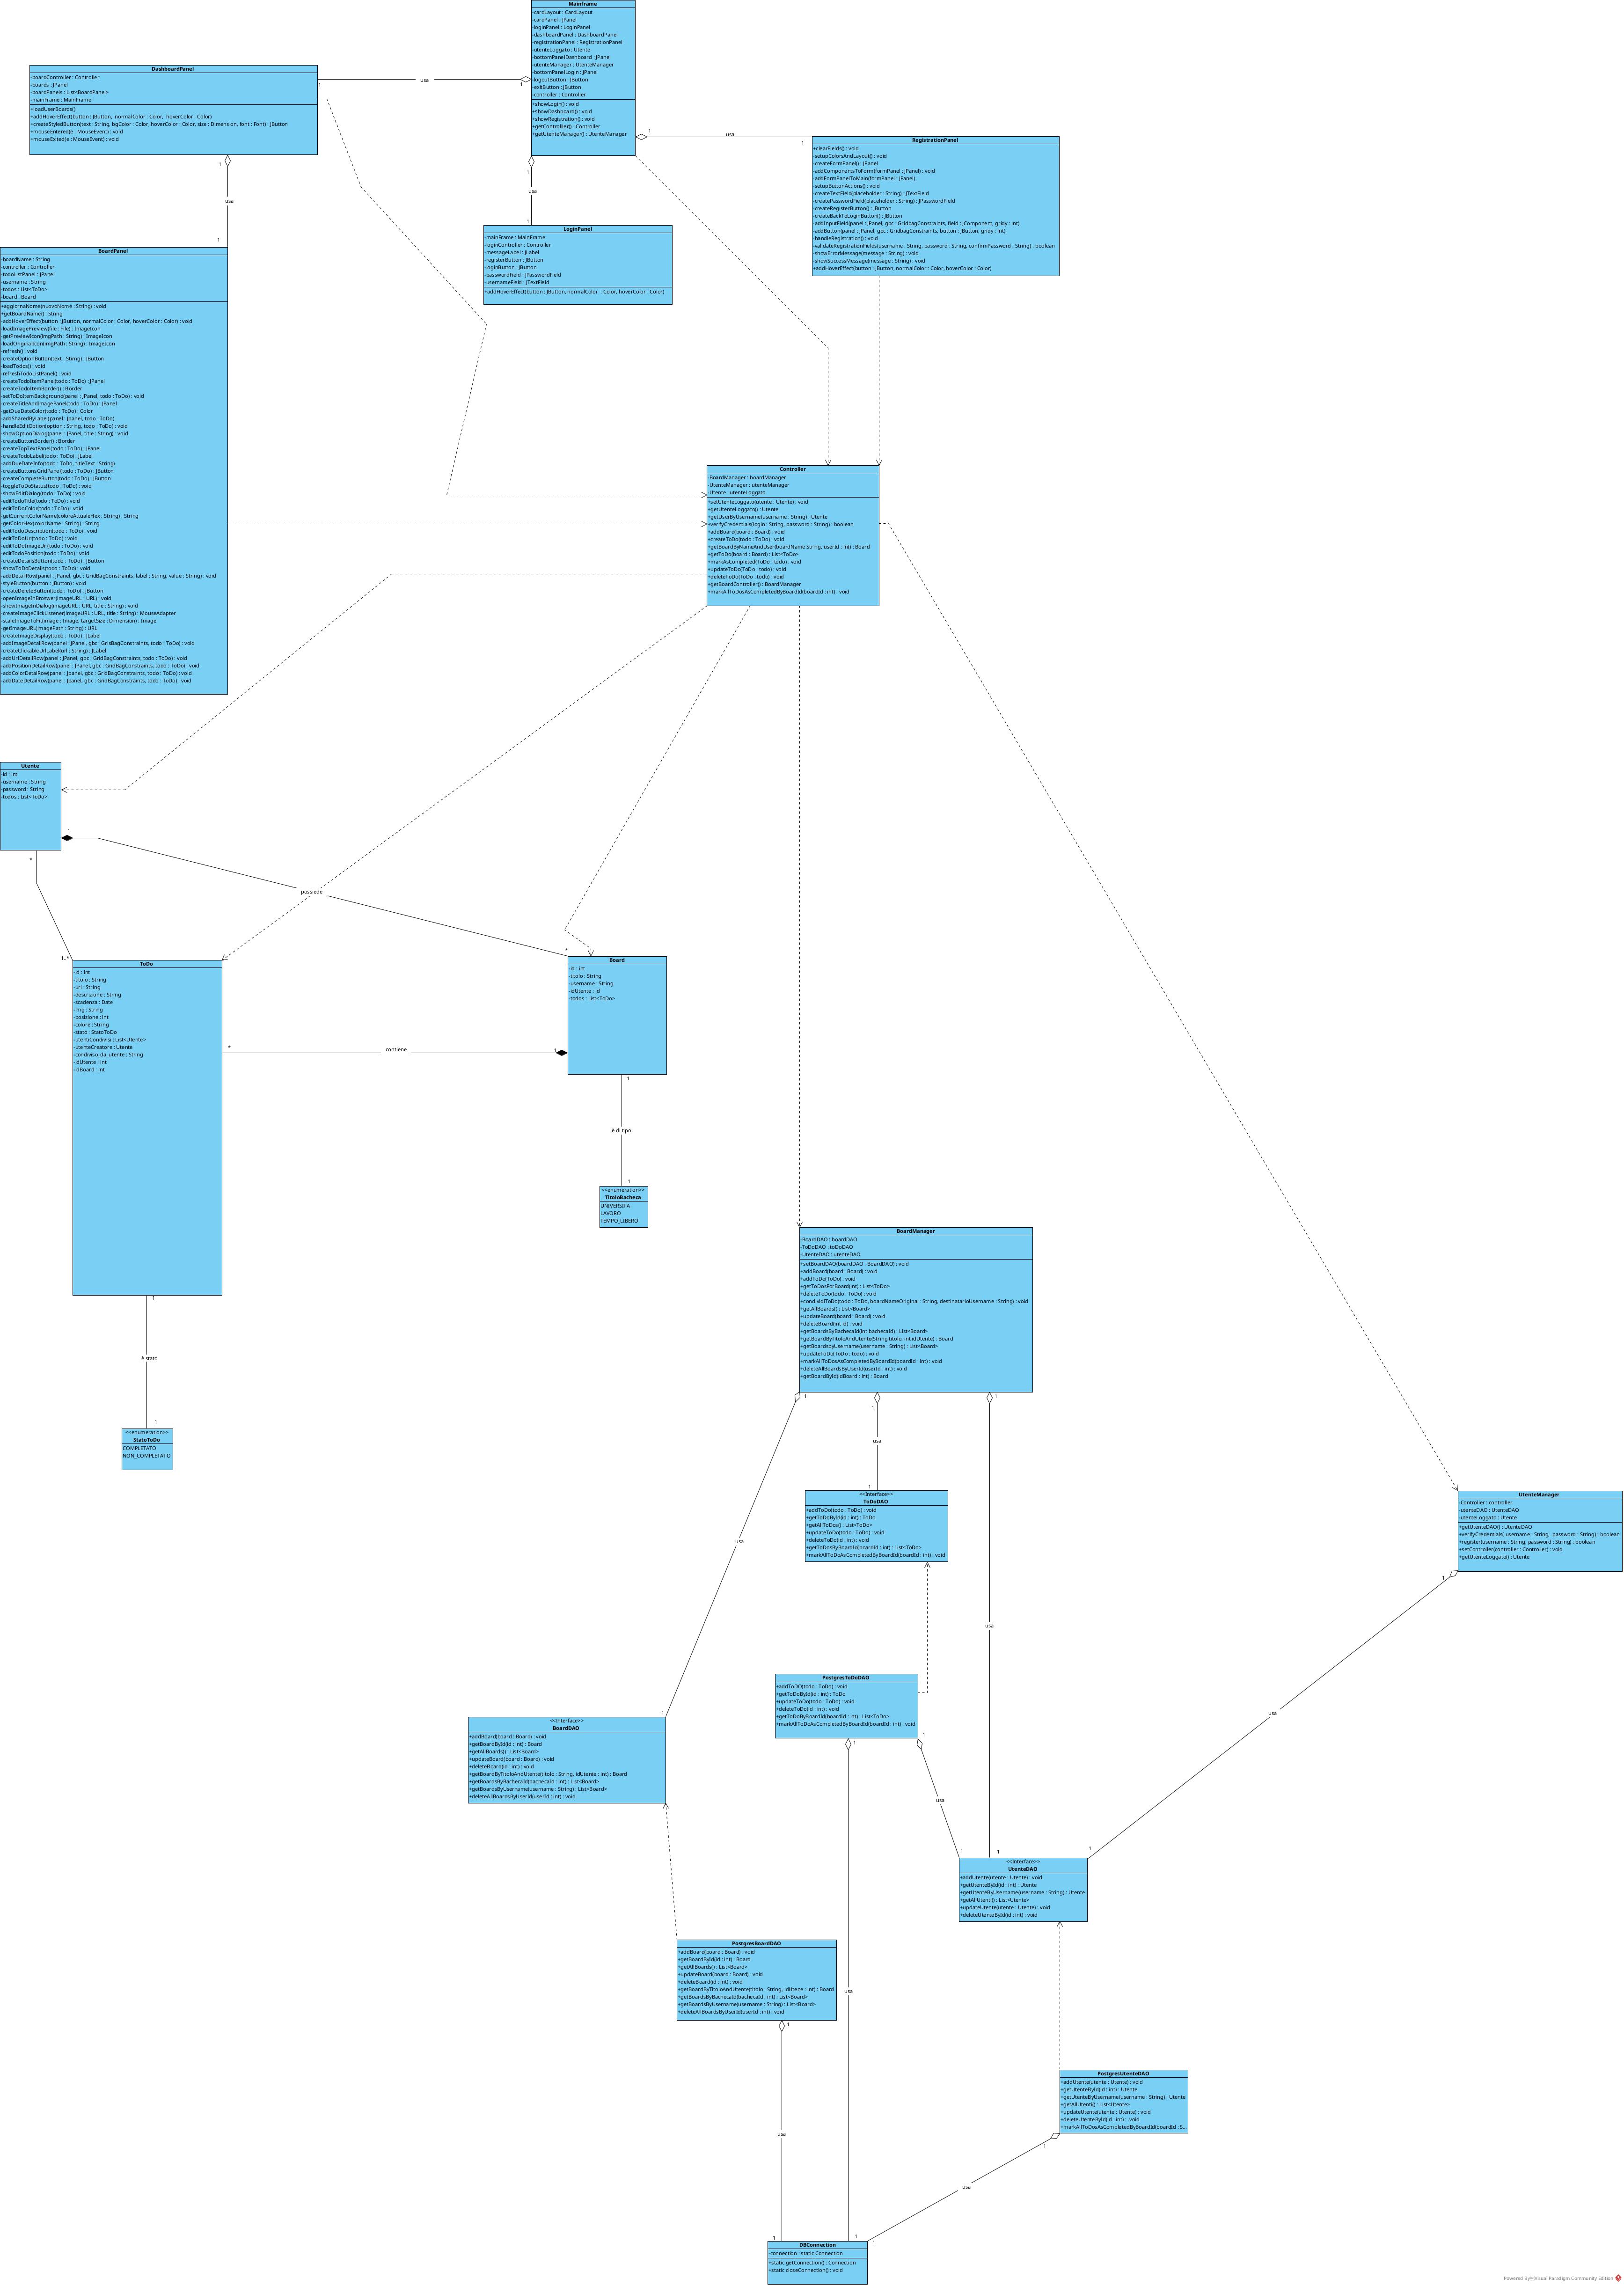 Mainframe
-cardLayout : CardLayout
-cardPanel : JPanel
-loginPanel : LoginPanel
-dashboardPanel : DashboardPanel
-registrationPanel : RegistrationPanel
-utenteLoggato : Utente
-bottomPanelDashboard : JPanel
-utenteManager : UtenteManager
-bottomPanelLogin : JPanel
-logoutButton : JButton
-exitButton : JButton
-controller : Controller
+showLogin() : void
+showDashboard() : void
+showRegistration() : void
+getController() : Controller
+getUtenteManager() : UtenteManager
DashboardPanel
-boardController : Controller
-boards : JPanel
-boardPanels : List<BoardPanel>
-mainFrame : MainFrame
+loadUserBoards()
+addHoverEffect(button : JButton, normalColor : Color, hoverColor : Color)
+createStyledButton(text : String, bgColor : Color, hoverColor : Color, size : Dimension, font : Font) : JButton
+mouseEntered(e : MouseEvent) : void
+mouseExited(e : MouseEvent) : void
1
usa
1
1
usa
1
RegistrationPanel
+clearFields() : void
-setupColorsAndLayout() : void
-createFormPanel() : JPanel
-addComponentsToForm(formPanel : JPanel) : void
-addFormPanelToMain(formPanel : JPanel)
-setupButtonActions() : void
-createTextField(placeholder : String) : JTextField
-createPasswordField(placeholder : String) : JPasswordField
-createRegisterButton() : JButton
-createBackToLoginButton() : JButton
-addInputField(panel : JPanel, gbc : GridbagConstraints, field : JComponent, gridy : int)
-addButton(panel : JPanel, gbc : GridbagConstraints, button : JButton, gridy : int)
-handleRegistration() : void
-validateRegistrationFields(username : String, password : String, confirmPassword : String) : boolean
-showErrorMessage(message : String) : void
-showSuccessMessage(message : String) : void
+addHoverEffect(button : JButton, normalColor : Color, hoverColor : Color)
1
usa
1
1
usa
1
LoginPanel
-mainFrame : MainFrame
-loginController : Controller
-messageLabel : JLabel
-registerButton : JButton
-loginButton : JButton
-passwordField : JPasswordField
-usernameField : JTextField
+addHoverEffect(button : JButton, normalColor : Color, hoverColor : Color)
BoardPanel
-boardName : String
-controller : Controller
-todoListPanel : JPanel
-username : String
-todos : List<ToDo>
-board : Board
+aggiornaNome(nuovoNome : String) : void
+getBoardName() : String
-addHoverEffect(button : JButton, normalColor : Color, hoverColor : Color) : void
-loadImagePreview(file : File) : ImageIcon
-getPreviewIcon(imgPath : String) : ImageIcon
-loadOriginalIcon(imgPath : String) : ImageIcon
-refresh() : void
-createOptionButton(text : Stirng) : JButton
-loadTodos() : void
-refreshTodoListPanel() : void
-createTodoItemPanel(todo : ToDo) : JPanel
-createTodoItemBorder() : Border
-setToDoItemBackground(panel : JPanel, todo : ToDo) : void
-createTitleAndImagePanel(todo : ToDo) : JPanel
-getDueDateColor(todo : ToDo) : Color
-addSharedByLabel(panel : Jpanel, todo : ToDo)
-handleEditOption(option : String, todo : ToDo) : void
-showOptionDialog(panel : JPanel, title : String) : void
-createButtonBorder() : Border
-createTopTextPanel(todo : ToDo) : JPanel
-createTodoLabel(todo : ToDo) : JLabel
-addDueDateInfo(todo : ToDo, titleText : String)
-createButtonsGridPanel(todo : ToDo) : JButton
-createCompleteButton(todo : ToDo) : JButton
-toggleToDoStatus(todo : ToDo) : void
-showEditDialog(todo : ToDo) : void
-editTodoTitle(todo : ToDo) : void
-editToDoColor(todo : ToDo) : void
-getCurrentColorName(coloreAttualeHex : String) : String
-getColorHex(colorName : String) : String
-editTodoDescription(todo : ToDo) : void
-editToDoUrl(todo : ToDo) : void
-editToDoImageUrl(todo : ToDo) : void
-editTodoPosition(todo : ToDo) : void
-createDetailsButton(todo : ToDo) : JButton
-showToDoDetails(todo : ToDo) : void
-addDetailRow(panel : JPanel, gbc : GridBagConstraints, label : String, value : String) : void
-styleButton(button : JButton) : void
-createDeleteButton(todo : ToDo) : JButton
-openImageInBroswer(imageURL : URL) : void
-showImageInDialog(imageURL : URL, title : String) : void
-createImageClickListener(imageURL : URL, title : String) : MouseAdapter
-scaleImageToFit(image : Image, targetSize : Dimension) : Image
-getImageURL(imagePath : String) : URL
-createImageDisplay(todo : ToDo) : JLabel
-addImageDetailRow(panel : JPanel, gbc : GrisBagConstraints, todo : ToDo) : void
-createClickableUrlLabel(url : String) : JLabel
-addUrlDetailRow(panel : JPanel, gbc : GridBagConstraints, todo : ToDo) : void
-addPositionDetailRow(panel : JPanel, gbc : GridBagConstraints, todo : ToDo) : void
-addColorDetailRow(panel : Jpanel, gbc : GridBagConstraints, todo : ToDo) : void
-addDateDetailRow(panel : Jpanel, gbc : GridBagConstraints, todo : ToDo) : void
Controller
-BoardManager : boardManager
-UtenteManager : utenteManager
-Utente : utenteLoggato
+setUtenteLoggato(utente : Utente) : void
+getUtenteLoggato() : Utente
+getUserByUsername(username : String) : Utente
+verifyCredentials(login : String, password : String) : boolean
+addBoard(board : Board) : void
+createToDo(todo : ToDo) : void
+getBoardByNameAndUser(boardName String, userId : int) : Board
+getToDo(board : Board) : List<ToDo>
+markAsCompleted(ToDo : todo) : void
+updateToDo(ToDo : todo) : void
+deleteToDo(ToDo : todo) : void
+getBoardController() : BoardManager
+markAllToDosAsCompletedByBoardId(boardId : int) : void
Utente
-id : int
-username : String
-password : String
-todos : List<ToDo>
1
*
possiede
*
1..*
ToDo
-id : int
-titolo : String
-url : String
-descrizione : String
-scadenza : Date
-img : String
-posizione : int
-colore : String
-stato : StatoToDo
-utentiCondivisi : List<Utente>
-utenteCreatore : Utente
-condiviso_da_utente : String
-idUtente : int
-idBoard : int
Board
-id : int
-titolo : String
-username : String
-idUtente : id
-todos : List<ToDo>
*
contiene
1
1
è di tipo
1
<<enumeration>>
TitoloBacheca
UNIVERSITA
LAVORO
TEMPO_LIBERO
1
è stato
1
<<enumeration>>
StatoToDo
COMPLETATO
NON_COMPLETATO
BoardManager
-BoardDAO : boardDAO
-ToDoDAO : toDoDAO
-UtenteDAO : utenteDAO
+setBoardDAO(boardDAO : BoardDAO) : void
+addBoard(board : Board) : void
+addToDo(ToDo) : void
+getToDosForBoard(int) : List<ToDo>
+deleteToDo(todo : ToDo) : void
+condividiToDo(todo : ToDo, boardNameOriginal : String, destinatarioUsername : String) : void
+getAllBoards() : List<Board>
+updateBoard(board : Board) : void
+deleteBoard(int id) : void
+getBoardsByBachecaId(int bachecaId) : List<Board>
+getBoardByTitoloAndUtente(String titolo, int idUtente) : Board
+getBoardsbyUsername(username : String) : List<Board>
+updateToDo(ToDo : todo) : void
+markAllToDosAsCompletedByBoardId(boardId : int) : void
+deleteAllBoardsByUserId(userId : int) : void
+getBoardById(idBoard : int) : Board
1
1
1
usa
1
<<Interface>>
ToDoDAO
+addToDo(todo : ToDo) : void
+getToDoById(id : int) : ToDo
+getAllToDos() : List<ToDo>
+updateToDo(todo : ToDo) : void
+deleteToDo(id : int) : void
+getToDosByBoardId(boardId : int) : List<ToDo>
+markAllToDoAsCompletedByBoardId(boardId : int) : void
UtenteManager
-Controller : controller
-utenteDAO : UtenteDAO
-utenteLoggato : Utente
+getUtenteDAO() : UtenteDAO
+verifyCredentials( username : String, password : String) : boolean
+register(username : String, password : String) : boolean
+setController(controller : Controller) : void
+getUtenteLoggato() : Utente
usa
usa
1
1
usa
PostgresToDoDAO
+addToDO(todo : ToDo) : void
+getToDoById(id : int) : ToDo
+updateToDo(todo : ToDo) : void
+deleteToDo(id : int) : void
+getToDoByBoardId(boardId : int) : List<ToDo>
+markAllToDoAsCompletedByBoardId(boardId : int) : void
<<Interface>>
BoardDAO
+addBoard(board : Board) : void
+getBoardById(id : int) : Board
+getAllBoards() : List<Board>
+updateBoard(board : Board) : void
+deleteBoard(id : int) : void
+getBoardByTitoloAndUtente(titolo : String, idUtente : int) : Board
+getBoardsByBachecaId(bachecaId : int) : List<Board>
+getBoardsByUsername(username : String) : List<Board>
+deleteAllBoardsByUserId(userId : int) : void
1
1
usa
1
1
1
<<Interface>>
UtenteDAO
+addUtente(utente : Utente) : void
+getUtenteById(id : int) : Utente
+getUtenteByUsername(username : String) : Utente
+getAllUtenti() : List<Utente>
+updateUtente(utente : Utente) : void
+deleteUtenteById(id : int) : void
PostgresBoardDAO
+addBoard(board : Board) : void
+getBoardById(id : int) : Board
+getAllBoards() : List<Board>
+updateBoard(board : Board) : void
+deleteBoard(id : int) : void
+getBoardByTitoloAndUtente(titolo : String, idUtene : int) : Board
+getBoardsByBachecaId(bachecaId : int) : List<Board>
+getBoardsByUsername(username : String) : List<Board>
+deleteAllBoardsByUserId(userId : int) : void
usa
1
PostgresUtenteDAO
+addUtente(utente : Utente) : void
+getUtenteById(id : int) : Utente
+getUtenteByUsername(username : String) : Utente
+getAllUtenti() : List<Utente>
+updateUtente(utente : Utente) : void
+deleteUtenteById(id : int) : .void
+markAllToDosAsCompletedByBoardId(boardId : S...
usa
1
usa
1
1
1
DBConnection
-connection : static Connection
+static getConnection() : Connection
+static closeConnection() : void
Powered By Visual Paradigm Community Edition